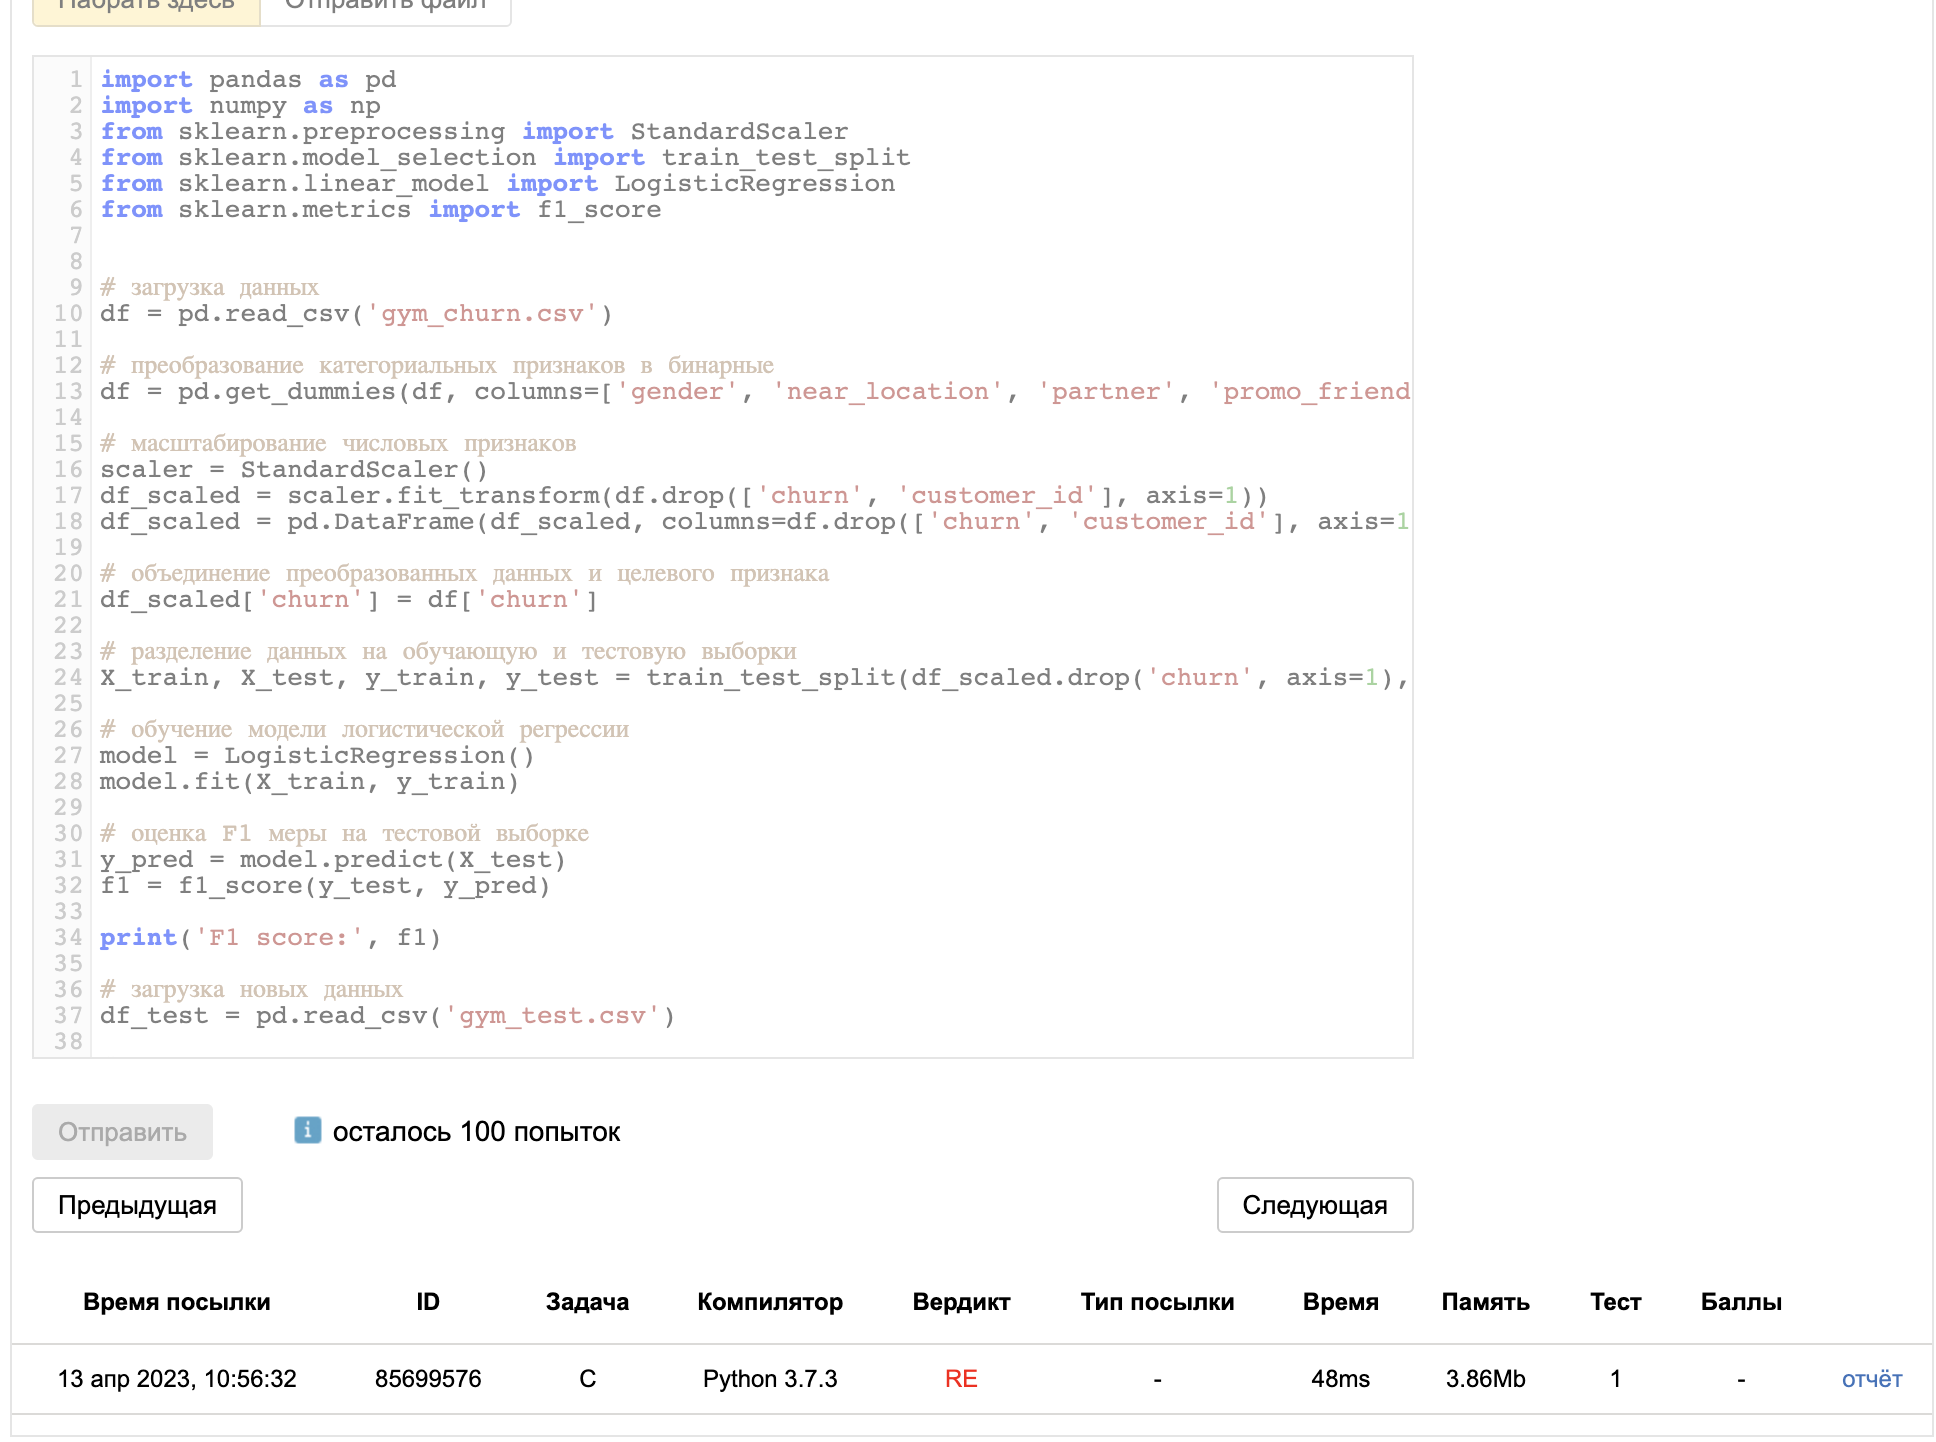 Набрать здесь Отправить файл
1 import pandas as pd
2 import numpy as np
3 from sklearn.preprocessing import StandardScaler
4 from sklearn.model_selection import train_test_split
5 from sklearn.linear_model import LogisticRegression
6 from sklearn.metrics import f1_score
7
8
9 # загрузка данных
10 df = pd.read_csv('gym_churn.csv')
11
12 # преобразование категориальных признаков в бинарные
13 df = pd.get_dummies(df, columns=['gender', 'near_location', 'partner', 'promo_friend
14
15 # масштабирование числовых признаков
16 scaler = StandardScaler()
17 df_scaled = scaler.fit_transform(df.drop(['churn', 'customer_id'], axis=1))
18 df_scaled = pd.DataFrame(df_scaled, columns=df.drop(['churn', 'customer_id'], axis=1
19
20 # объединение преобразованных данных и целевого признака
21 df_scaled['churn'] = df['churn']
22
23 # разделение данных на обучающую и тестовую выборки
24 X_train, X_test, y_train, y_test = train_test_split(df_scaled.drop('churn', axis=1),
25
26 # обучение модели логистической регрессии
27 model = LogisticRegression()
28 model.fit(X_train, y_train)
29
30 # оценка F1 меры на тестовой выборке
31 y_pred = model.predict(X_test)
32 f1 = f1_score(y_test, y_pred)
33
34 print('F1 score:', f1)
35
36 # загрузка новых данных
37 df_test = pd.read_csv('gym_test.csv')
38
Отправить i осталось 100 попыток
Предыдущая Следующая
Время посылки ID Задача Компилятор Вердикт Тип посылки Время Память Тест Баллы
13 апр 2023, 10:56:32 85699576 C Python 3.7.3 RE - 48ms 3.86Mb 1 - отчёт